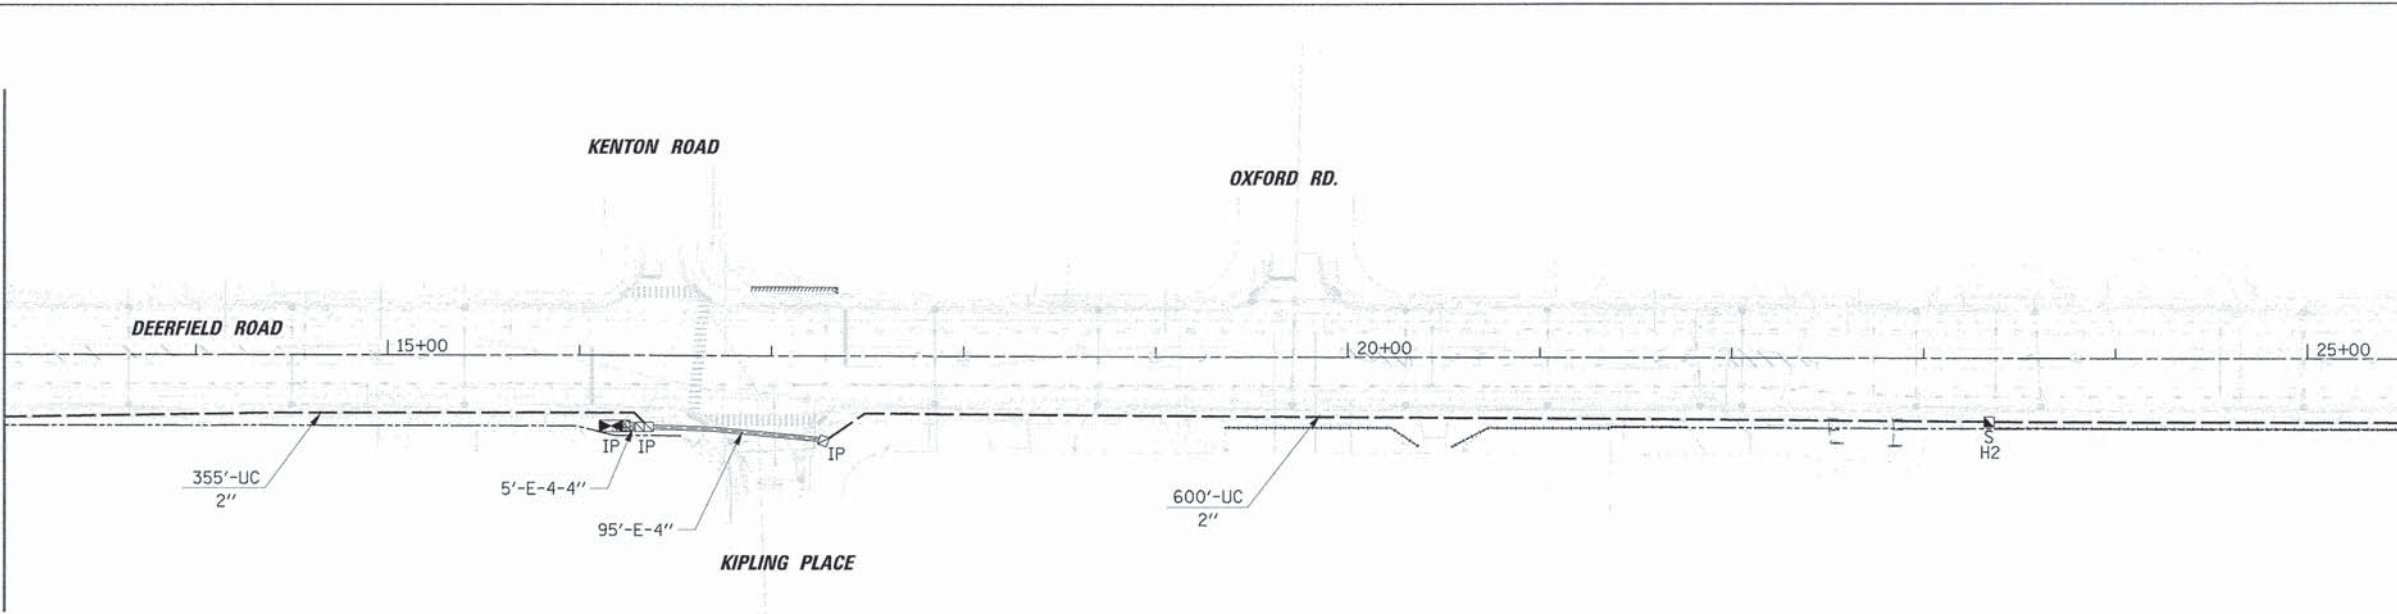 KENTON ROAD
OXFORD RD.
DEERFIELD ROAD
15+00
20+00
25+00
IP IP
IP
S
H2
355'-UC
2"
5'-E-4-4"
95'-E-4"
600'-UC
2"
KIPLING PLACE